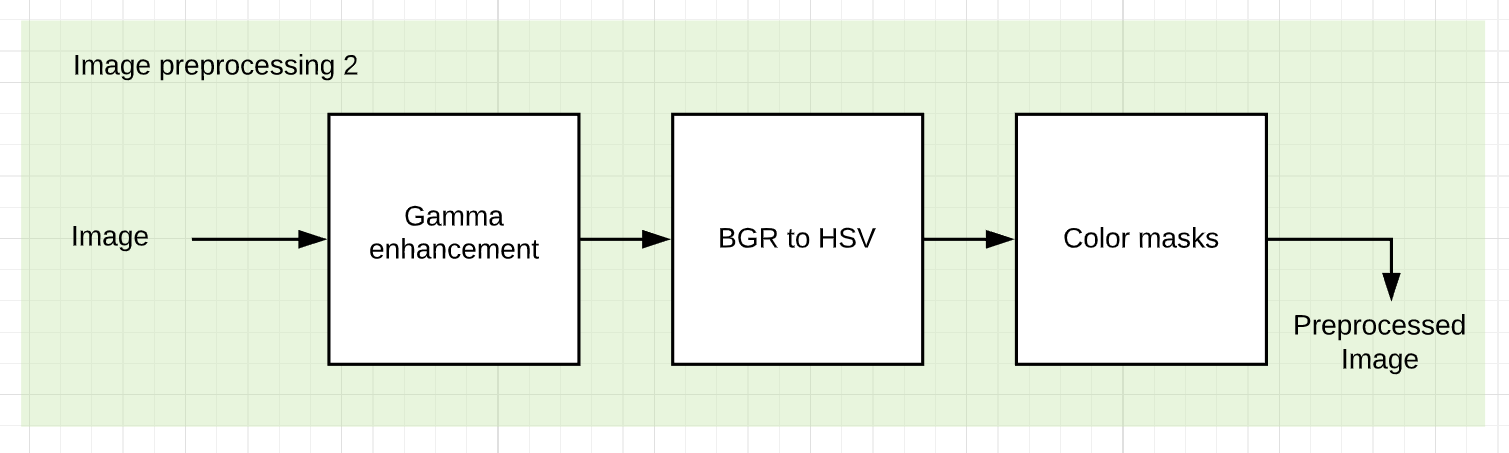 Image preprocessing 2
Image
Gamma
enhancement
BGR to HSV
Color masks
Preprocessed
Image